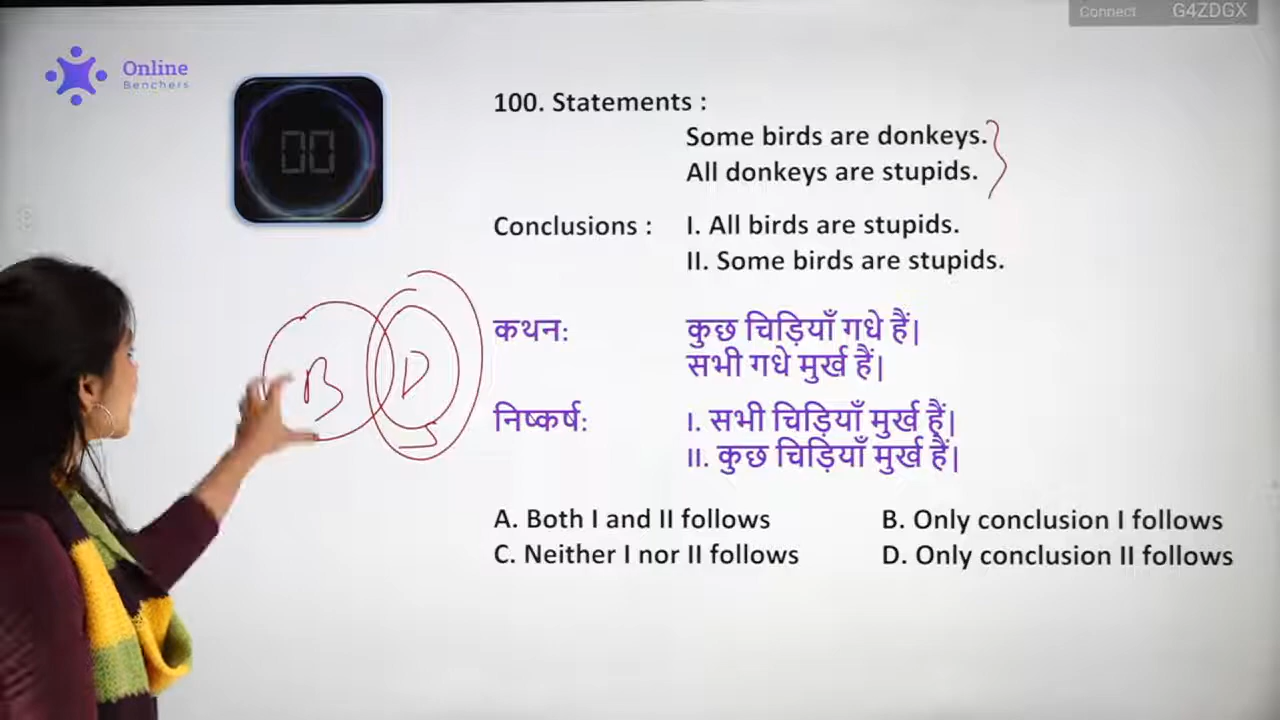 Connect G4ZDGX
Online
Benchers
00
100. Statements :
Some birds are donkeys.
All donkeys are stupids.
Conclusions : I. All birds are stupids.
II. Some birds are stupids.
B D
S
कथन: कुछ चिड़ियाँ गधे हैं|
सभी गधे मुर्ख हैं|
निष्कर्ष: I. सभी चिड़ियाँ मुर्ख हैं|
II. कुछ चिड़ियाँ मुर्ख हैं|
A. Both I and II follows B. Only conclusion I follows
C. Neither I nor II follows D. Only conclusion II follows